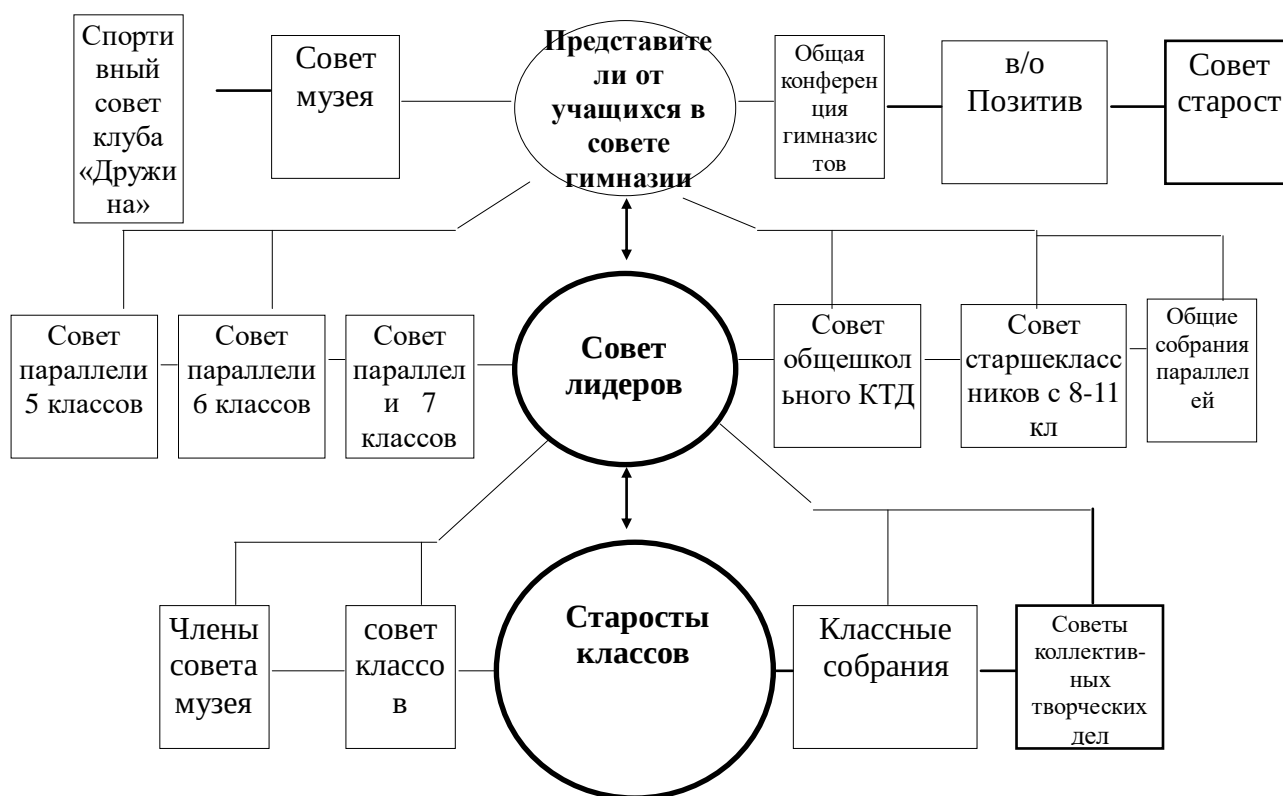 Спорти
вный
совет
клуба
«Дружи
на»
Совет
музея
Представите
ли от
учащихся в
совете
гимназии
Общая
конферен
ция
гимназис
тов
в/о
Позитив
Совет
старост
Совет
параллели
5 классов
Совет
параллели
6 классов
Совет
параллел
и 7
классов
Совет
лидеров
Совет
общешкол
ьного КТД
Совет
старшекласс
ников с 8-11
кл
Общие
собрания
параллел
ей
Члены
совета
музея
совет
классо
в
Старосты
классов
Классные
собрания
Советы
коллектив-
ных
творческих
дел